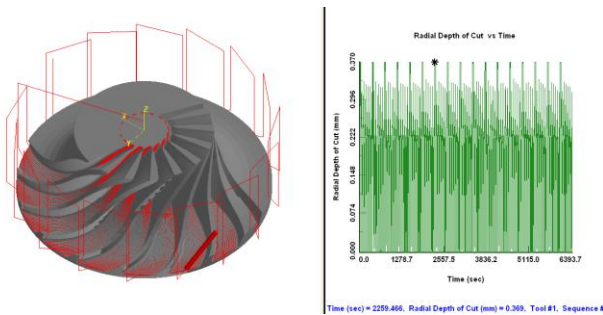 Z
Y
Radial Depth of Cut vs Time
0.370
0.296
0.222
0.148
0.074
0.000
Radial Depth of Cut (mm)
0.0 1278.7 2557.5 3836.2 5115.0 6393.7
Time (sec)
Time (sec) = 2259.466, Radial Depth of Cut (mm) = 0.369, Tool #1, Sequence #